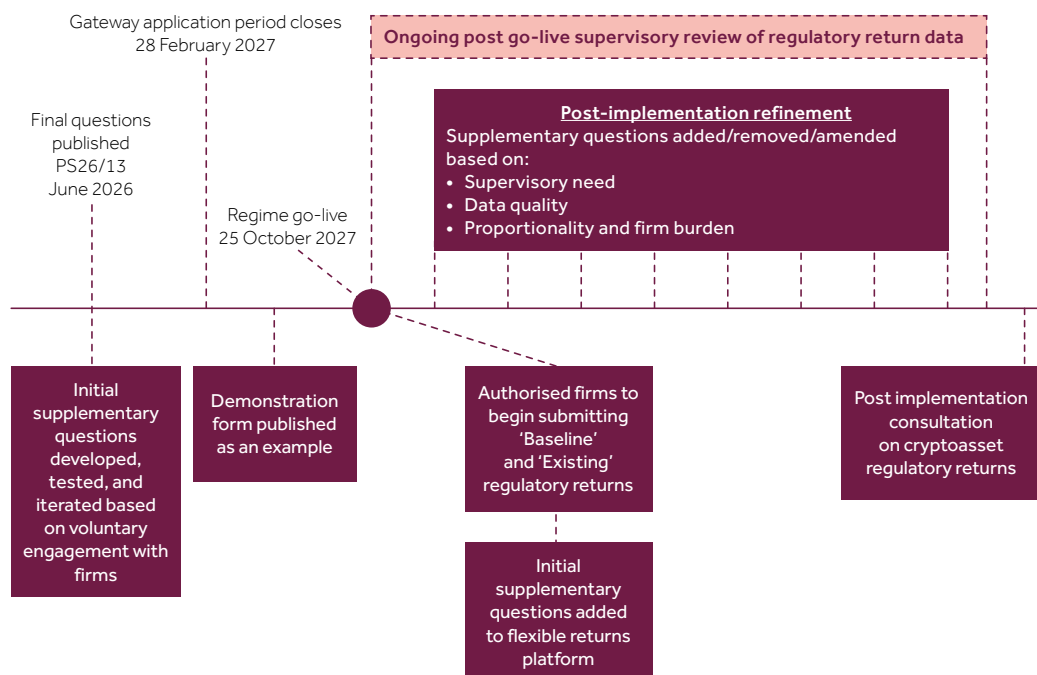 Gateway application period closes
28 February 2027
Ongoing post go-live supervisory review of regulatory return data
Final questions
published
PS26/13
June 2026
Post-implementation refinement
Supplementary questions added/removed/amended
based on:
• Supervisory need
• Data quality
• Proportionality and firm burden
Regime go-live
25 October 2027
Initial
supplementary
questions
developed,
tested, and
iterated based
on voluntary
engagement with
firms
Demonstration
form published
as an example
Authorised firms to
begin submitting
‘Baseline’
and ‘Existing’
regulatory returns
Initial
supplementary
questions added
to flexible returns
platform
Post implementation
consultation
on cryptoasset
regulatory returns